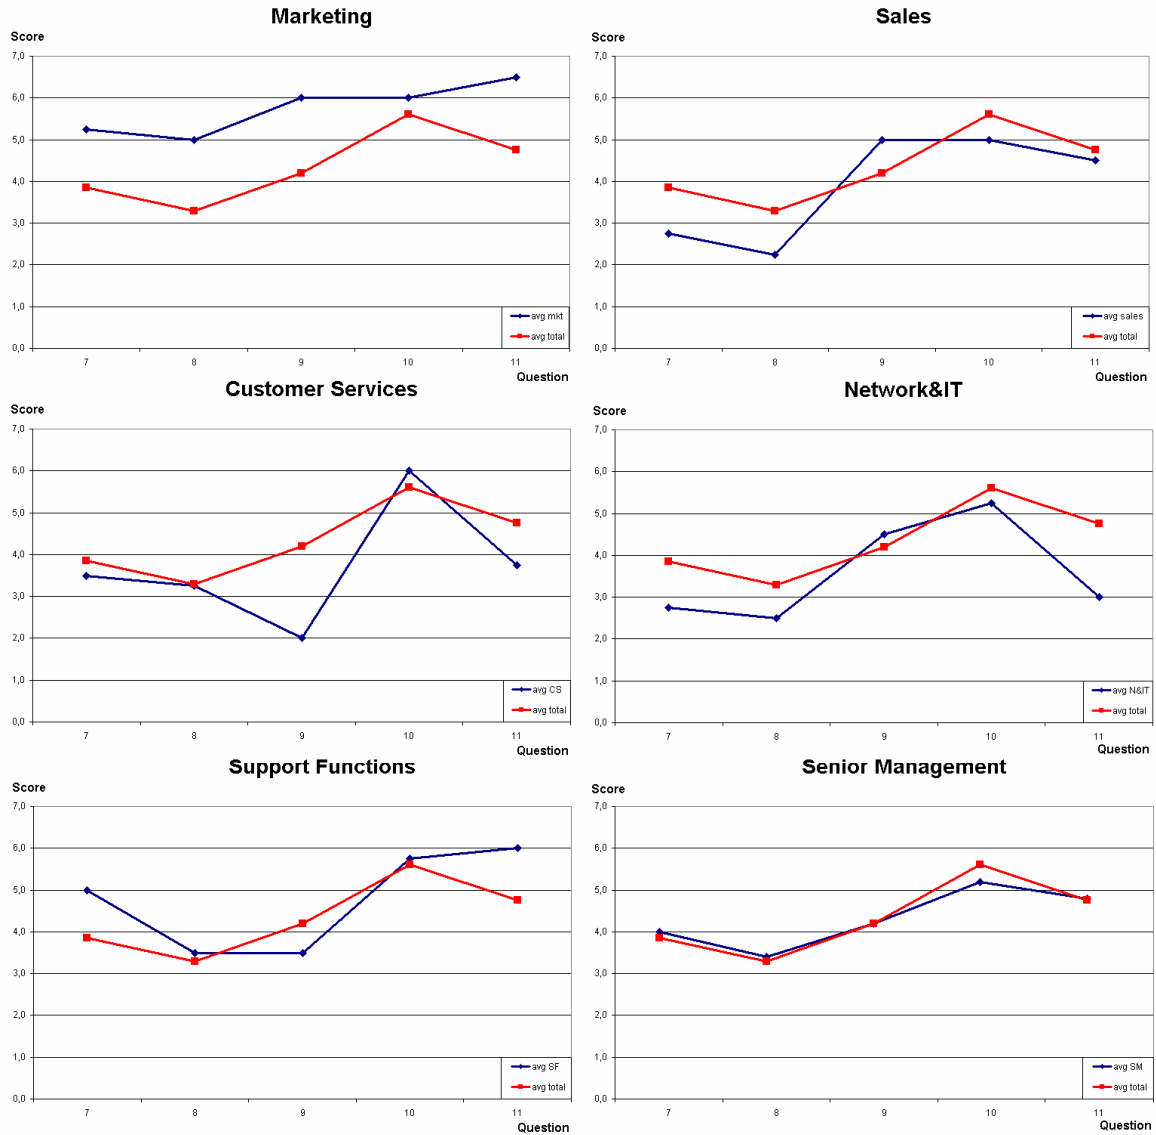 Marketing
Score
7,0
6,0
5,0
4,0
3,0
2,0
1,0
0,0
7 8 9 10 11
Question
avg mkt
avg total
Sales
Score
7,0
6,0
5,0
4,0
3,0
2,0
1,0
0,0
7 8 9 10 11
Question
avg sales
avg total
Customer Services
Score
7,0
6,0
5,0
4,0
3,0
2,0
1,0
0,0
7 8 9 10 11
Question
avg CS
avg total
Network&IT
Score
7,0
6,0
5,0
4,0
3,0
2,0
1,0
0,0
7 8 9 10 11
Question
avg N&IT
avg total
Support Functions
Score
7,0
6,0
5,0
4,0
3,0
2,0
1,0
0,0
7 8 9 10 11
Question
avg SF
avg total
Senior Management
Score
7,0
6,0
5,0
4,0
3,0
2,0
1,0
0,0
7 8 9 10 11
Question
avg SM
avg total